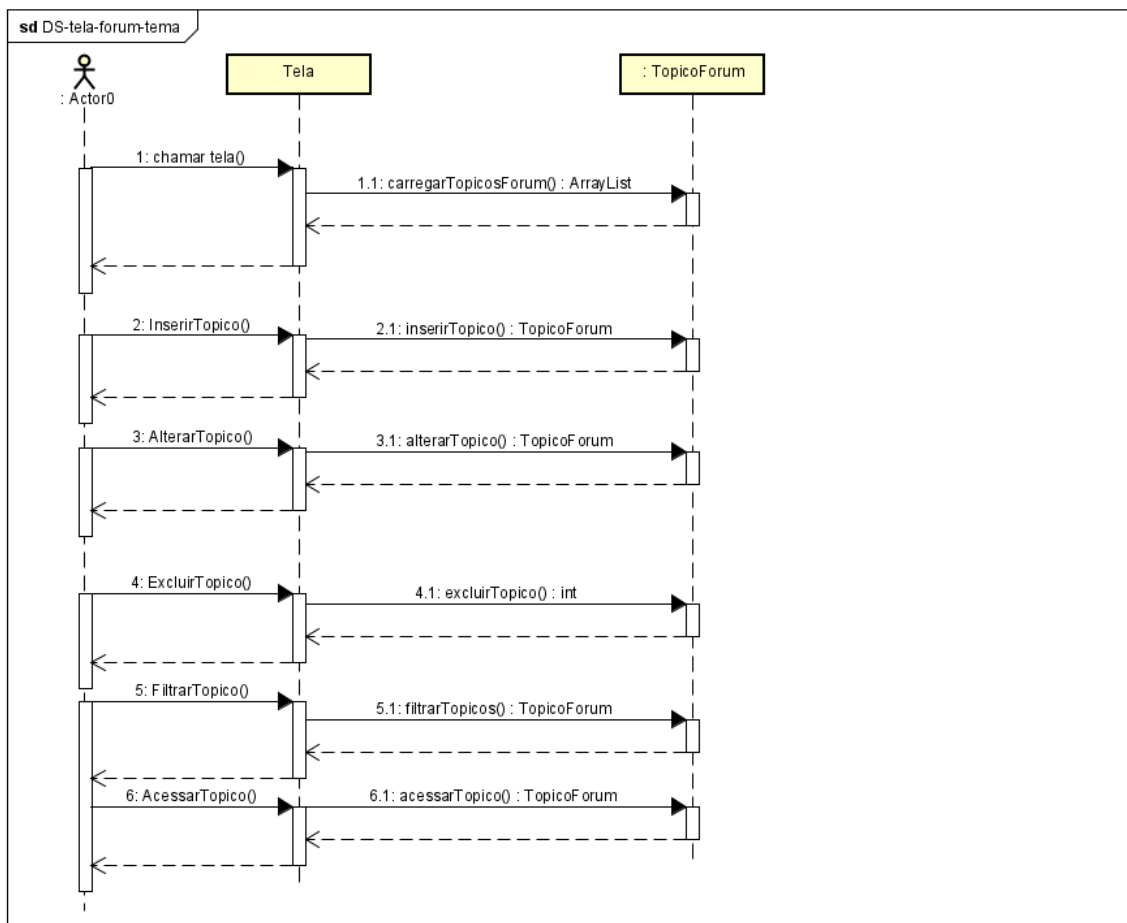 sd DS-tela-forum-tema
: Actor0
Tela
: TopicoForum
1: chamar tela()
1.1: carregarTopicosForum() : ArrayList
2: InserirTopico()
2.1: inserirTopico() : TopicoForum
3: AlterarTopico()
3.1: alterarTopico() : TopicoForum
4: ExcluirTopico()
4.1: excluirTopico() : int
5: FiltrarTopico()
5.1: filtrarTopicos() : TopicoForum
6: AcessarTopico()
6.1: acessarTopico() : TopicoForum